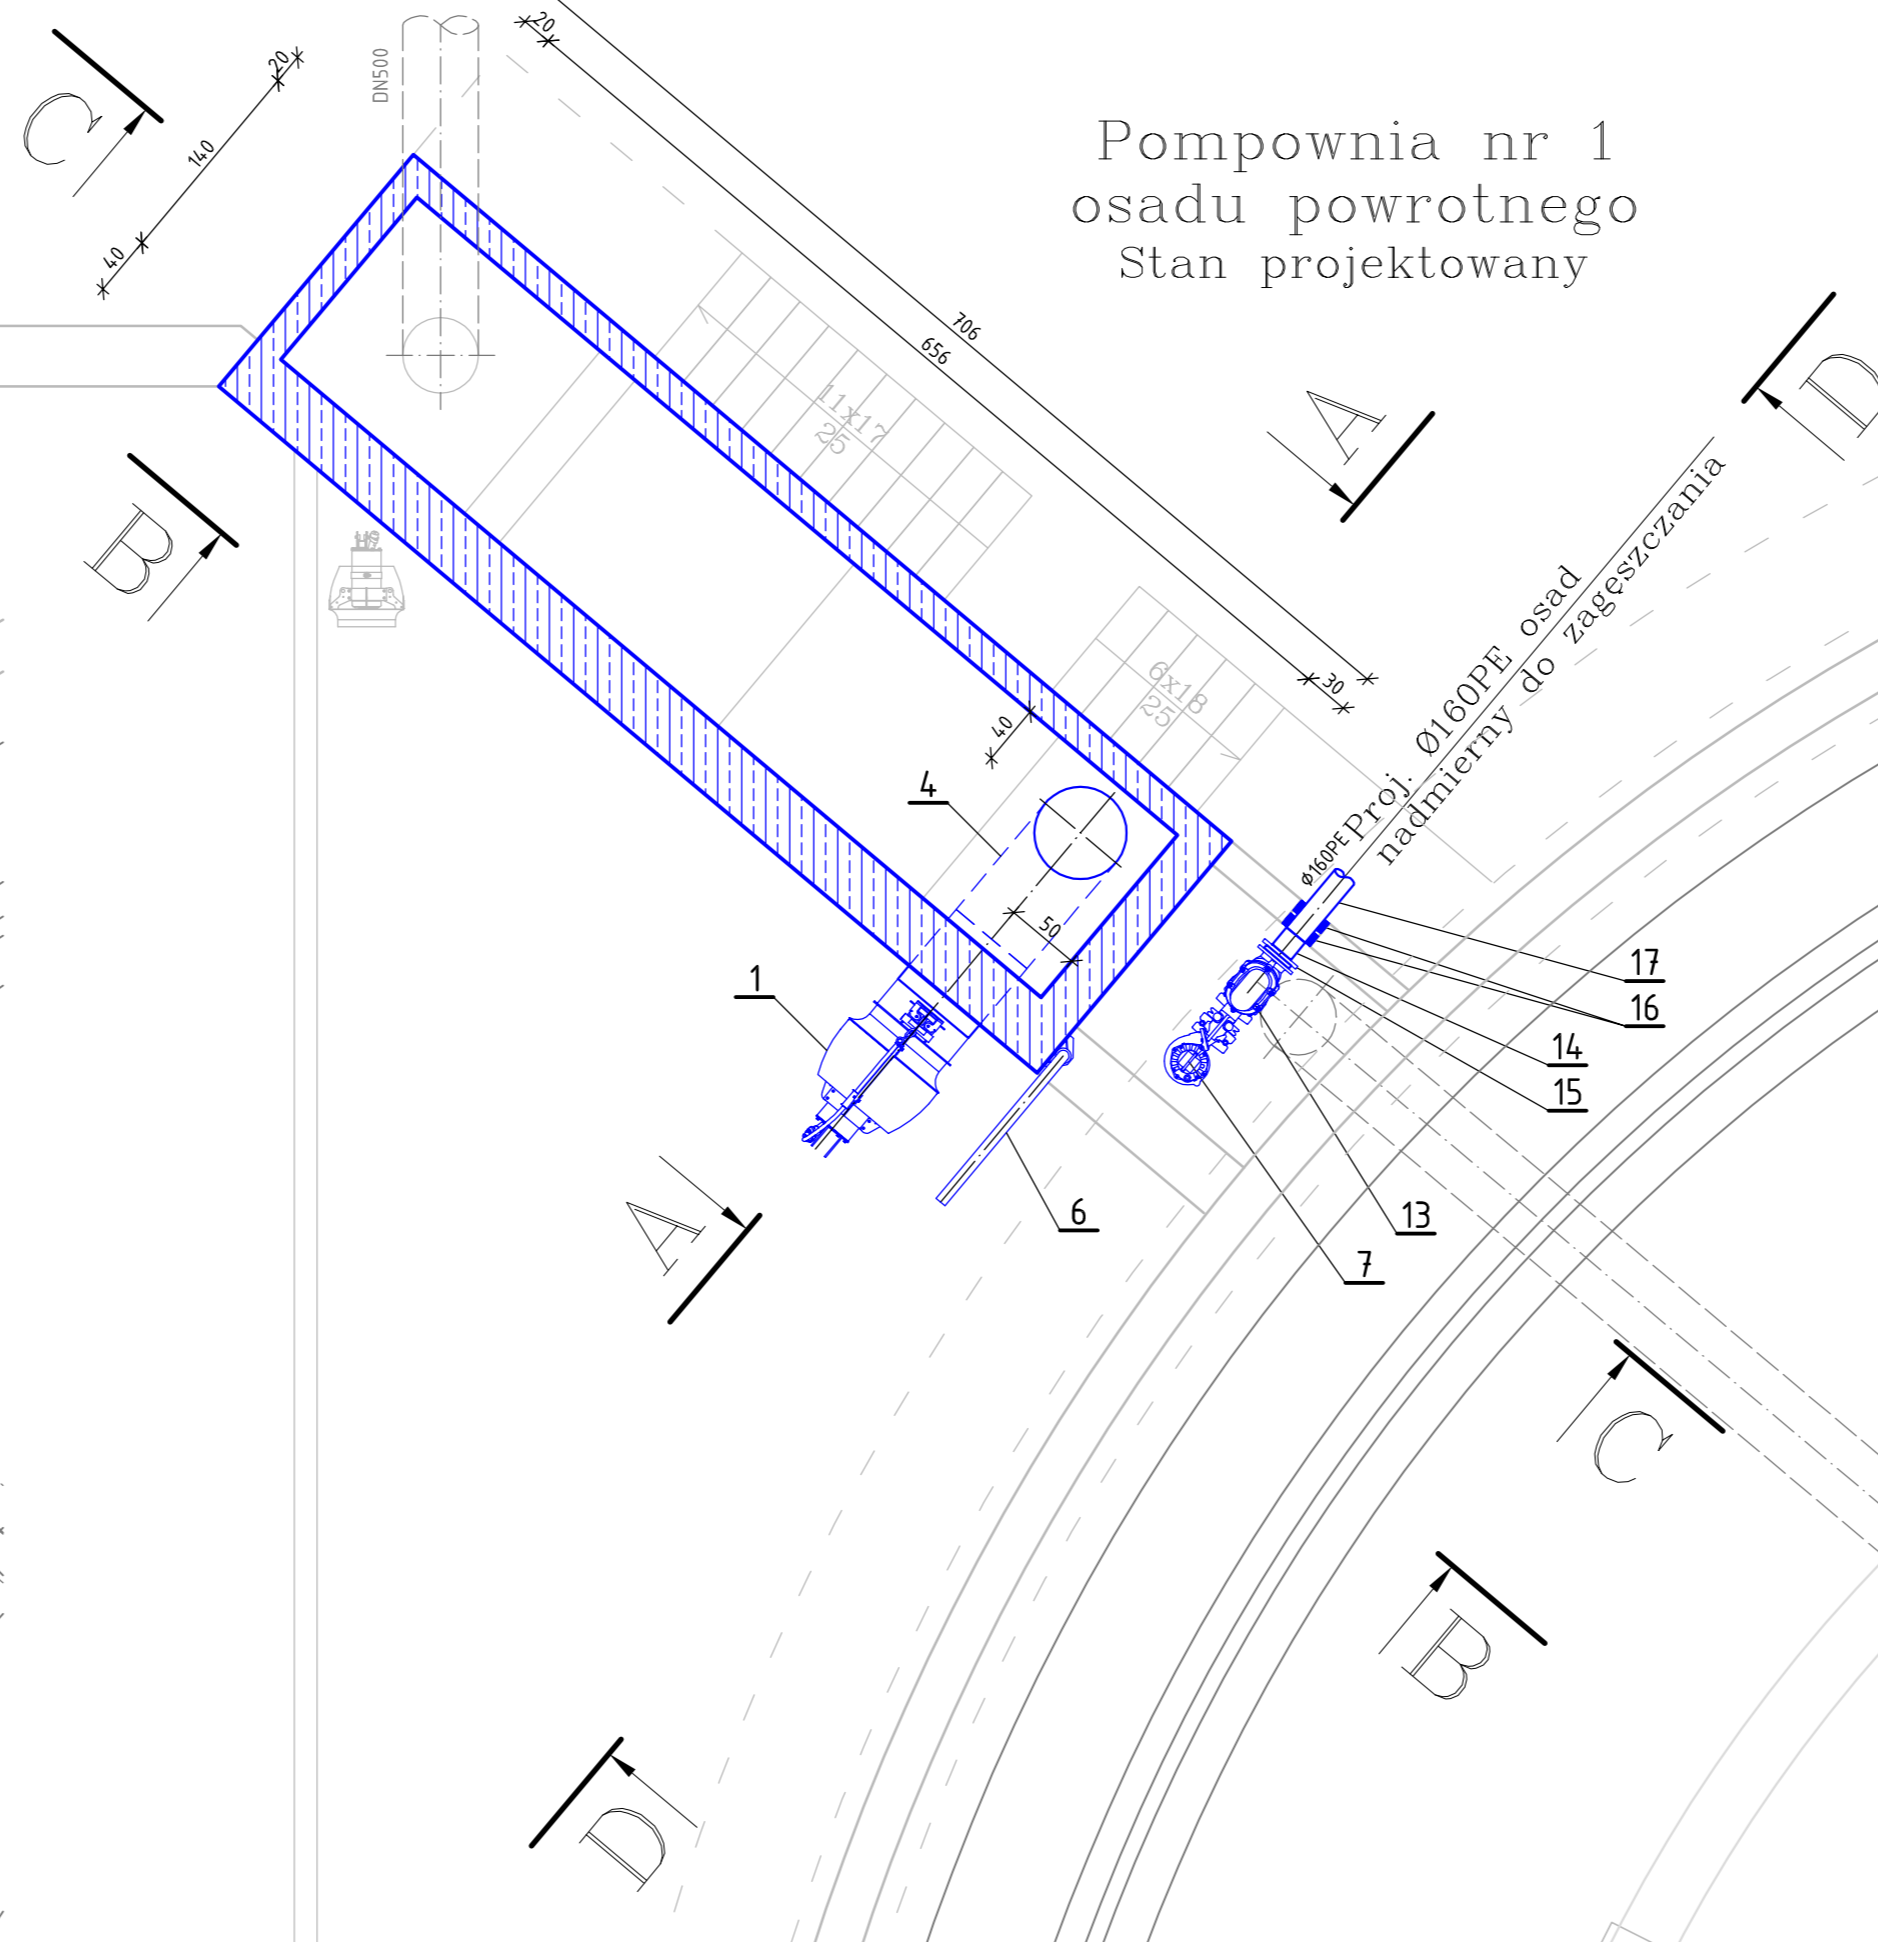 Pompownia nr 1
osadu powrotnego
Stan projektowany
C
20
140
40
DN500
20
706
656
30
11x17
25
6x18
25
A
D
B
Proj. Ø160PE osad
nadmierny do zagęszczania
ø160PE
40
4
50
1
17
16
14
15
13
7
6
A
C
B
D